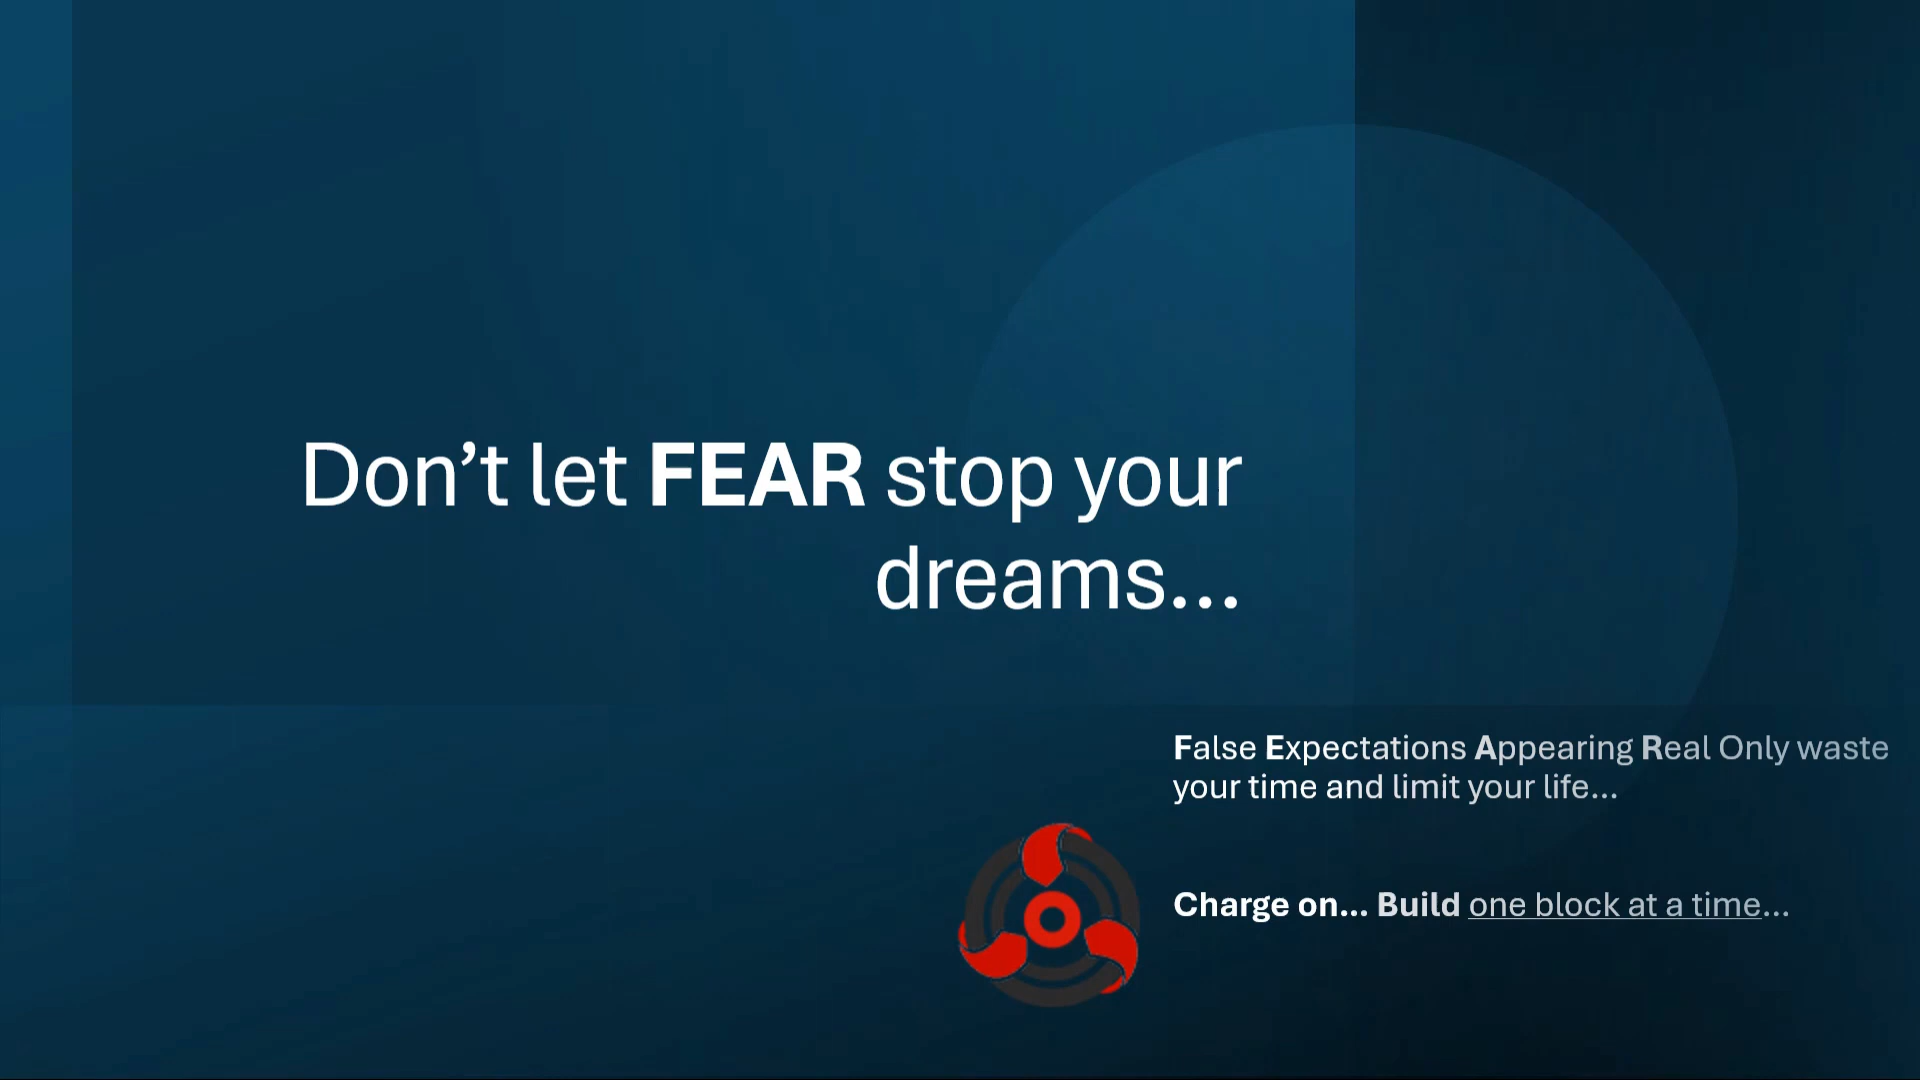 Don’t let FEAR stop your
dreams…
False Expectations Appearing Real Only waste
your time and limit your life…
Charge on… Build one block at a time…